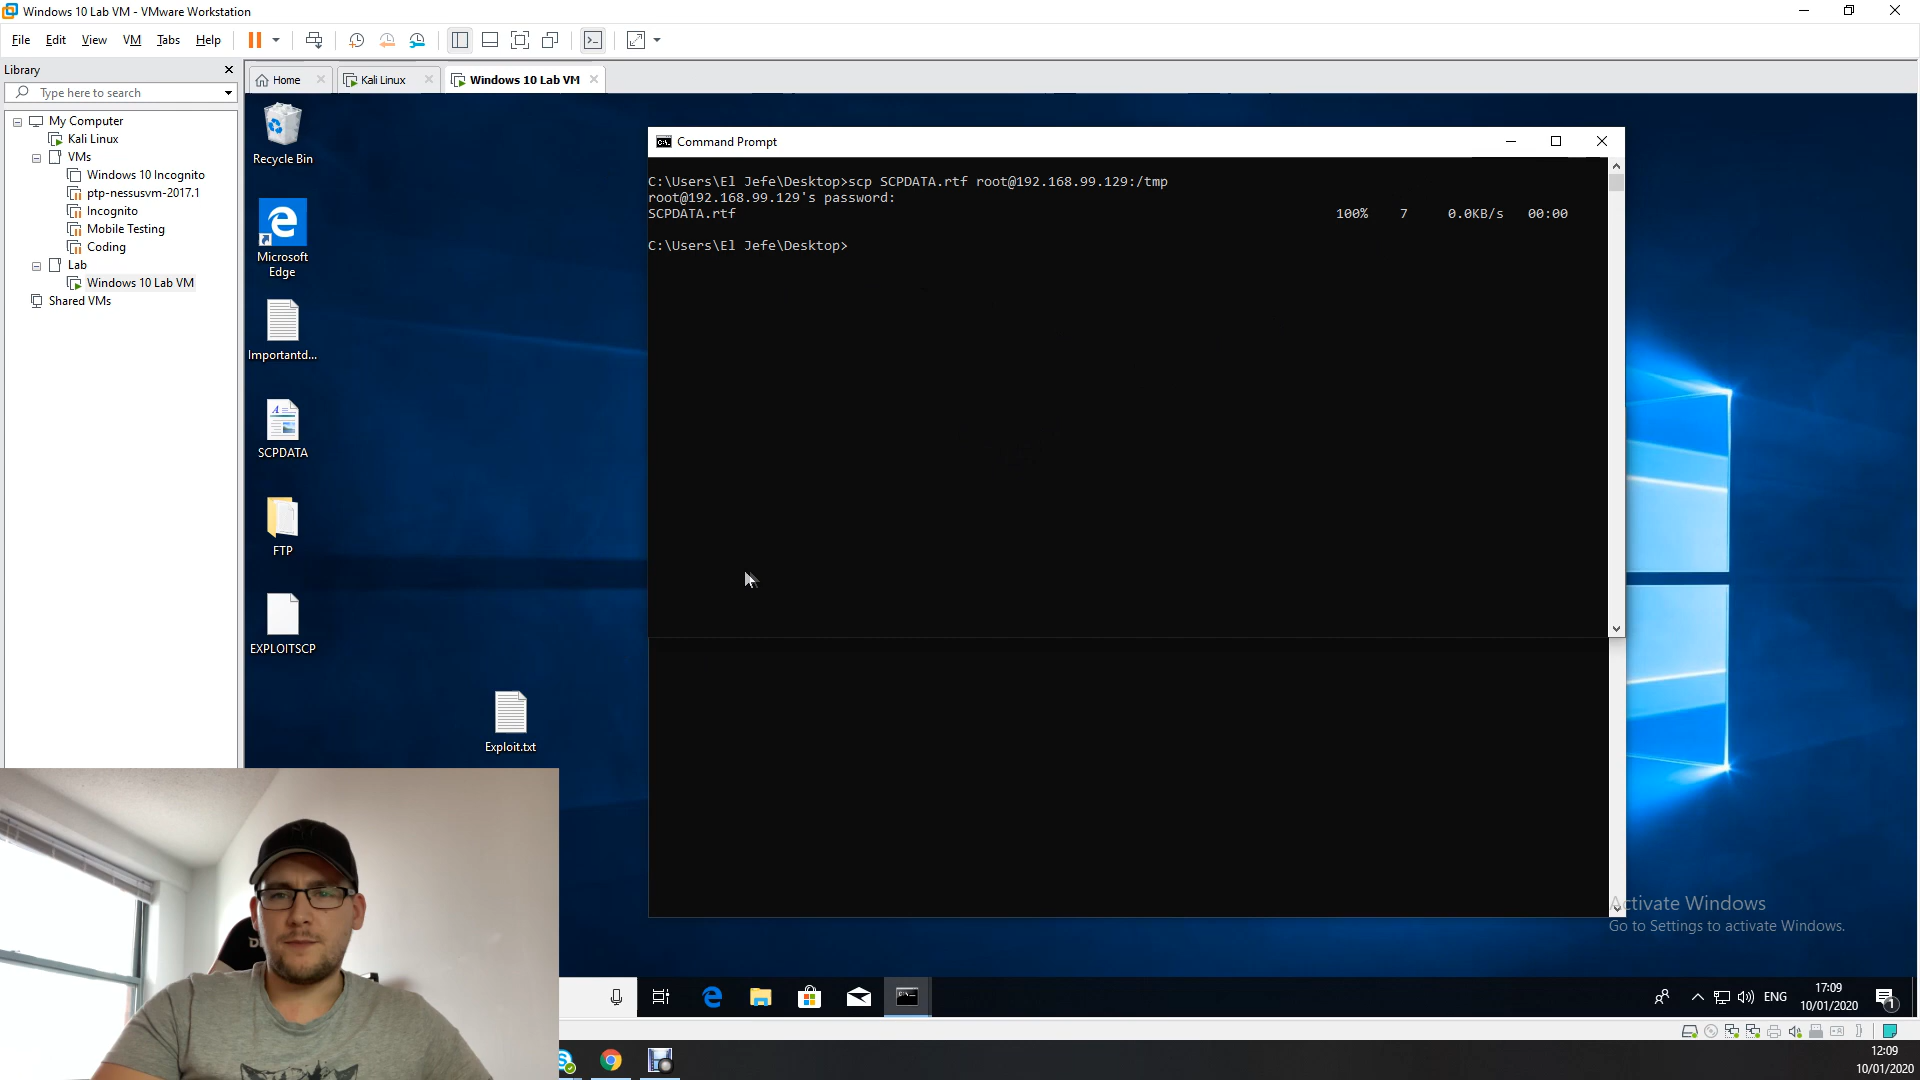 Windows 10 Lab VM - VMware Workstation
File Edit View VM Tabs Help
Library
Type here to search
My Computer
Kali Linux
VMs
Windows 10 Incognito
ptp-nessusvm-2017.1
Incognito
Mobile Testing
Coding
Lab
Windows 10 Lab VM
Shared VMs
Home
Kali Linux
Windows 10 Lab VM
Recycle Bin
Microsoft
Edge
Importantd...
SCPDATA
FTP
EXPLOITSCP
Exploit.txt
Command Prompt
C:\Users\El Jefe\Desktop>scp SCPDATA.rtf root@192.168.99.129:/tmp
root@192.168.99.129's password:
SCPDATA.rtf 100% 7 0.0KB/s 00:00
C:\Users\El Jefe\Desktop>
Activate Windows
Go to Settings to activate Windows.
ENG
17:09
10/01/2020
1
12:09
10/01/2020